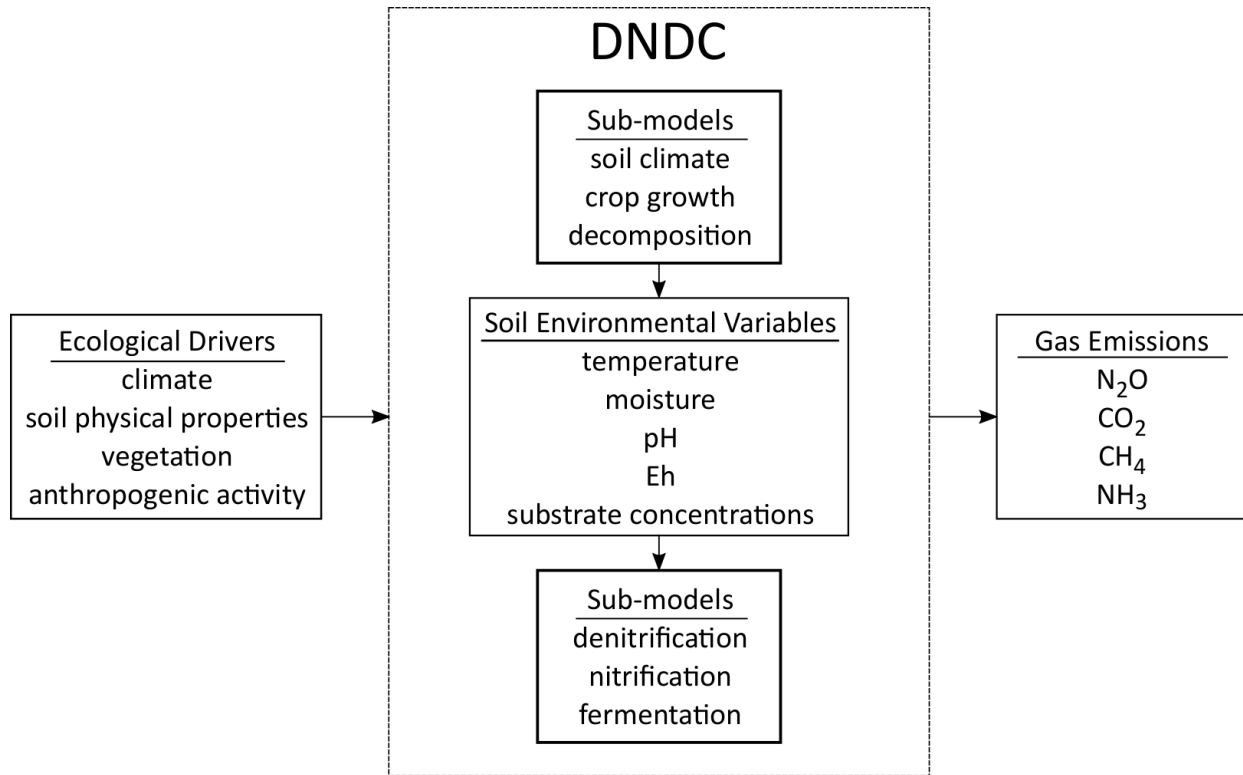 DNDC
Sub-models
soil climate
crop growth
decomposition
Ecological Drivers
climate
soil physical properties
vegetation
anthropogenic activity
Soil Environmental Variables
temperature
moisture
pH
Eh
substrate concentrations
Sub-models
denitrification
nitrification
fermentation
Gas Emissions
N₂O
CO₂
CH₄
NH₃